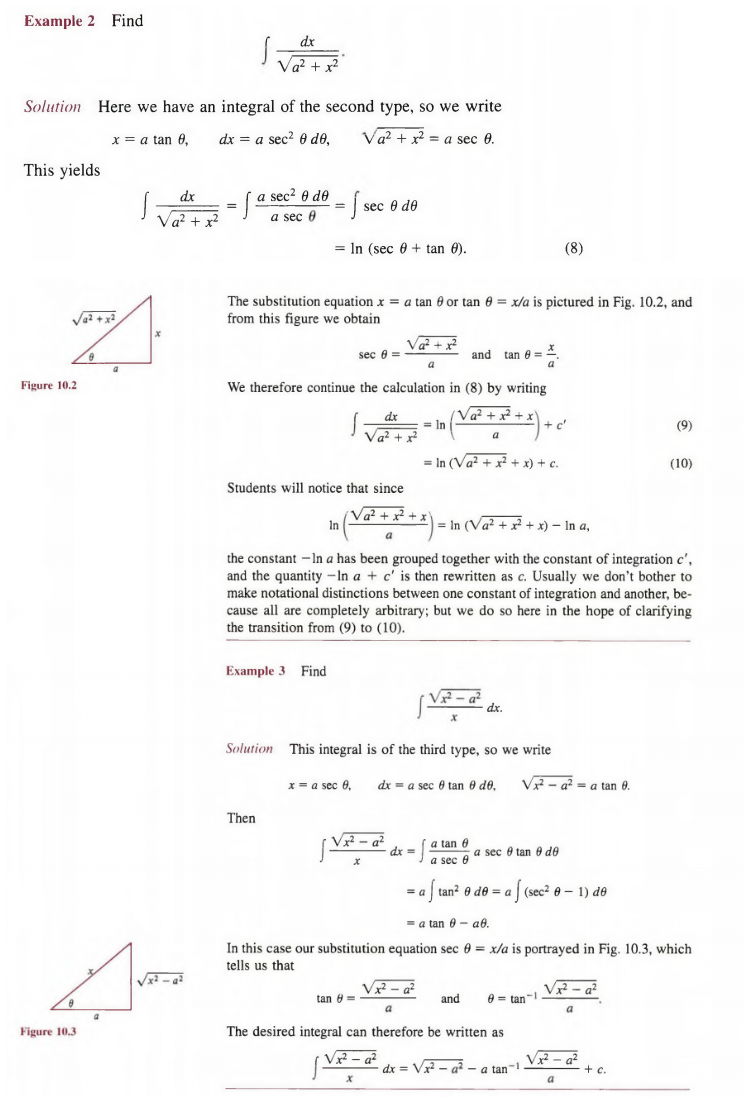 Example 2 Find
∫ dx / √(a² + x²).
Solution Here we have an integral of the second type, so we write
x = a tan θ, dx = a sec² θ dθ, √(a² + x²) = a sec θ.
This yields
∫ dx / √(a² + x²) = ∫ a sec² θ dθ / a sec θ = ∫ sec θ dθ
= ln (sec θ + tan θ). (8)
√(a² + x²)
x
θ
a
Figure 10.2
The substitution equation x = a tan θ or tan θ = x/a is pictured in Fig. 10.2, and
from this figure we obtain
sec θ = √(a² + x²) / a and tan θ = x / a.
We therefore continue the calculation in (8) by writing
∫ dx / √(a² + x²) = ln ((√(a² + x²) + x) / a) + c′ (9)
= ln (√(a² + x²) + x) + c. (10)
Students will notice that since
ln ((√(a² + x²) + x) / a) = ln (√(a² + x²) + x) − ln a,
the constant −ln a has been grouped together with the constant of integration c′,
and the quantity −ln a + c′ is then rewritten as c. Usually we don't bother to
make notational distinctions between one constant of integration and another, be-
cause all are completely arbitrary; but we do so here in the hope of clarifying
the transition from (9) to (10).
Example 3 Find
∫ √(x² − a²) / x dx.
Solution This integral is of the third type, so we write
x = a sec θ, dx = a sec θ tan θ dθ, √(x² − a²) = a tan θ.
Then
∫ √(x² − a²) / x dx = ∫ a tan θ / a sec θ a sec θ tan θ dθ
= a ∫ tan² θ dθ = a ∫ (sec² θ − 1) dθ
= a tan θ − aθ.
x
√(x² − a²)
θ
a
Figure 10.3
In this case our substitution equation sec θ = x/a is portrayed in Fig. 10.3, which
tells us that
tan θ = √(x² − a²) / a and θ = tan⁻¹ √(x² − a²) / a.
The desired integral can therefore be written as
∫ √(x² − a²) / x dx = √(x² − a²) − a tan⁻¹ √(x² − a²) / a + c.